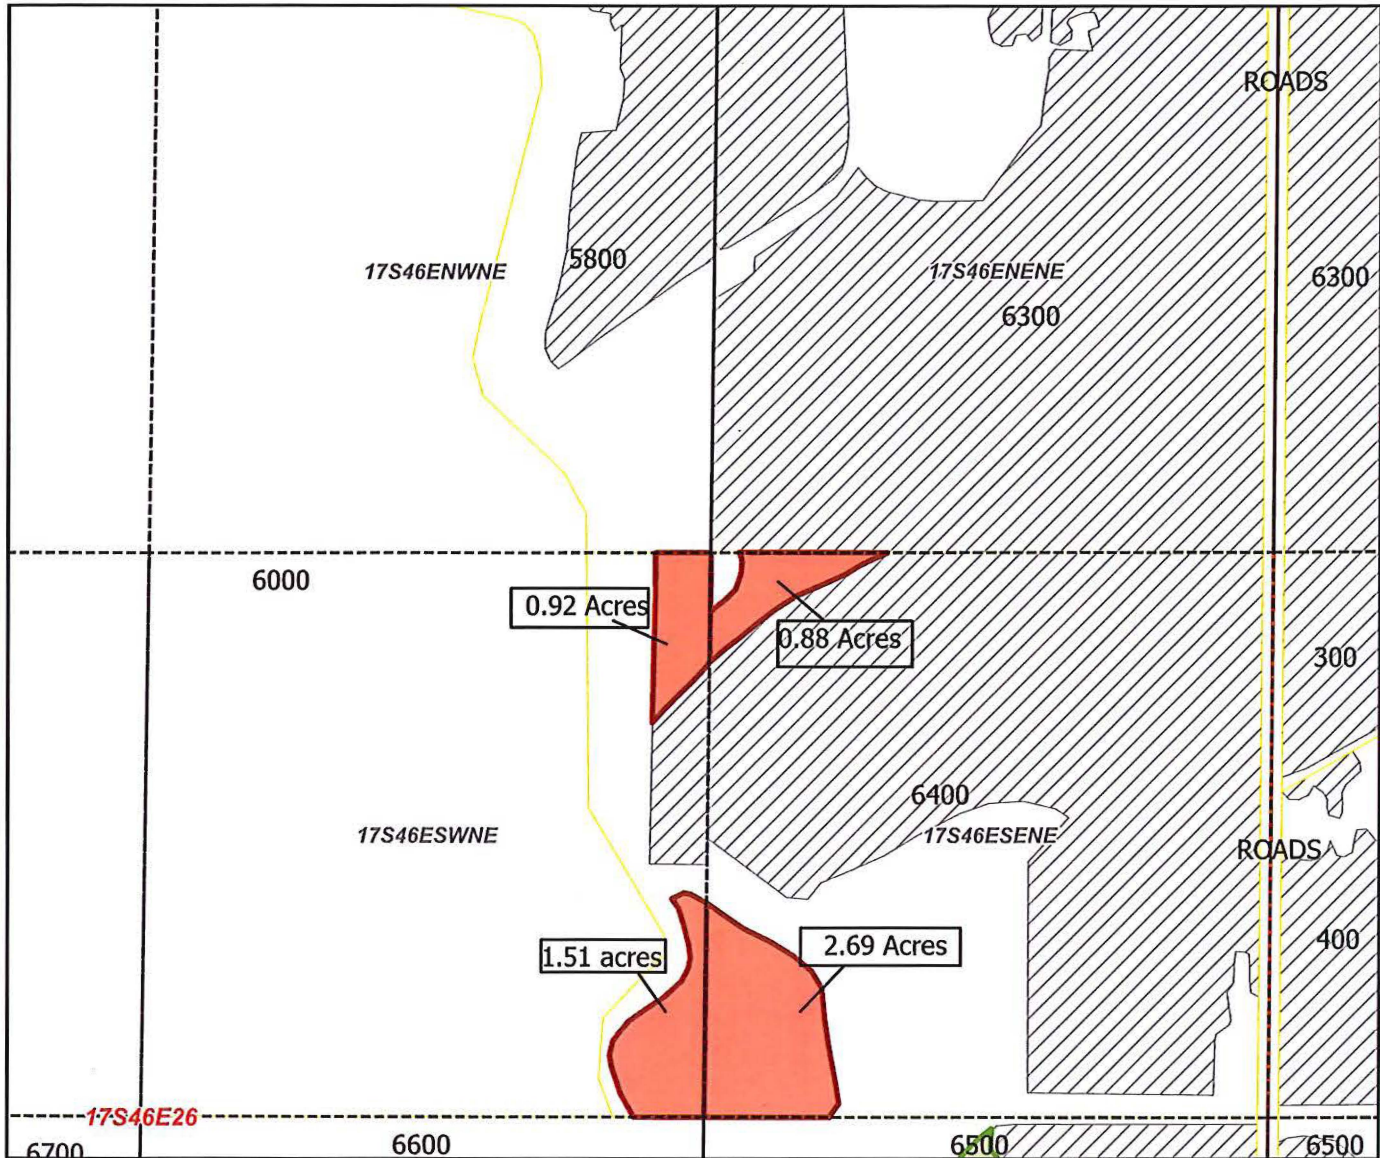 ROADS
5800
17S46ENWNE
17S46ENENE
6300
6300
6000
0.92 Acres
0.88 Acres
300
6400
17S46ESWNE
17S46ESENE
ROADS
400
1.51 acres
2.69 Acres
17S46E26
6700
6600
6500
6500